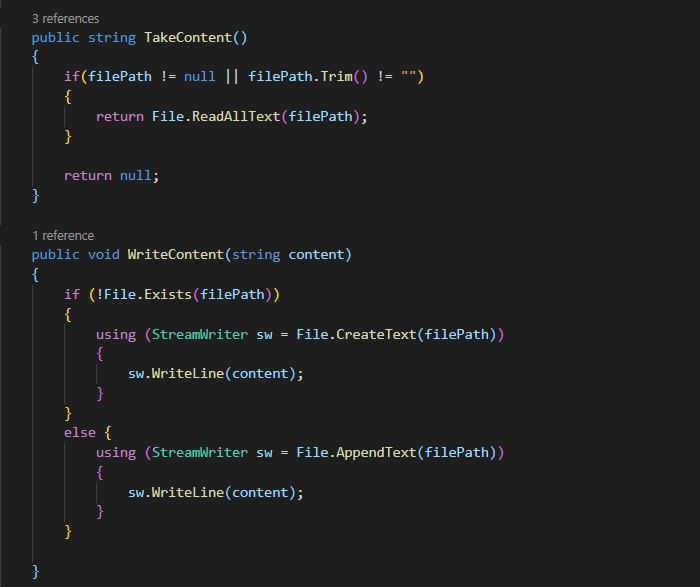 3 references
public string TakeContent()
{
if(filePath != null || filePath.Trim() != "")
{
return File.ReadAllText(filePath);
}
return null;
}
1 reference
public void WriteContent(string content)
{
if (!File.Exists(filePath))
{
using (StreamWriter sw = File.CreateText(filePath))
{
sw.WriteLine(content);
}
}
else {
using (StreamWriter sw = File.AppendText(filePath))
{
sw.WriteLine(content);
}
}
}